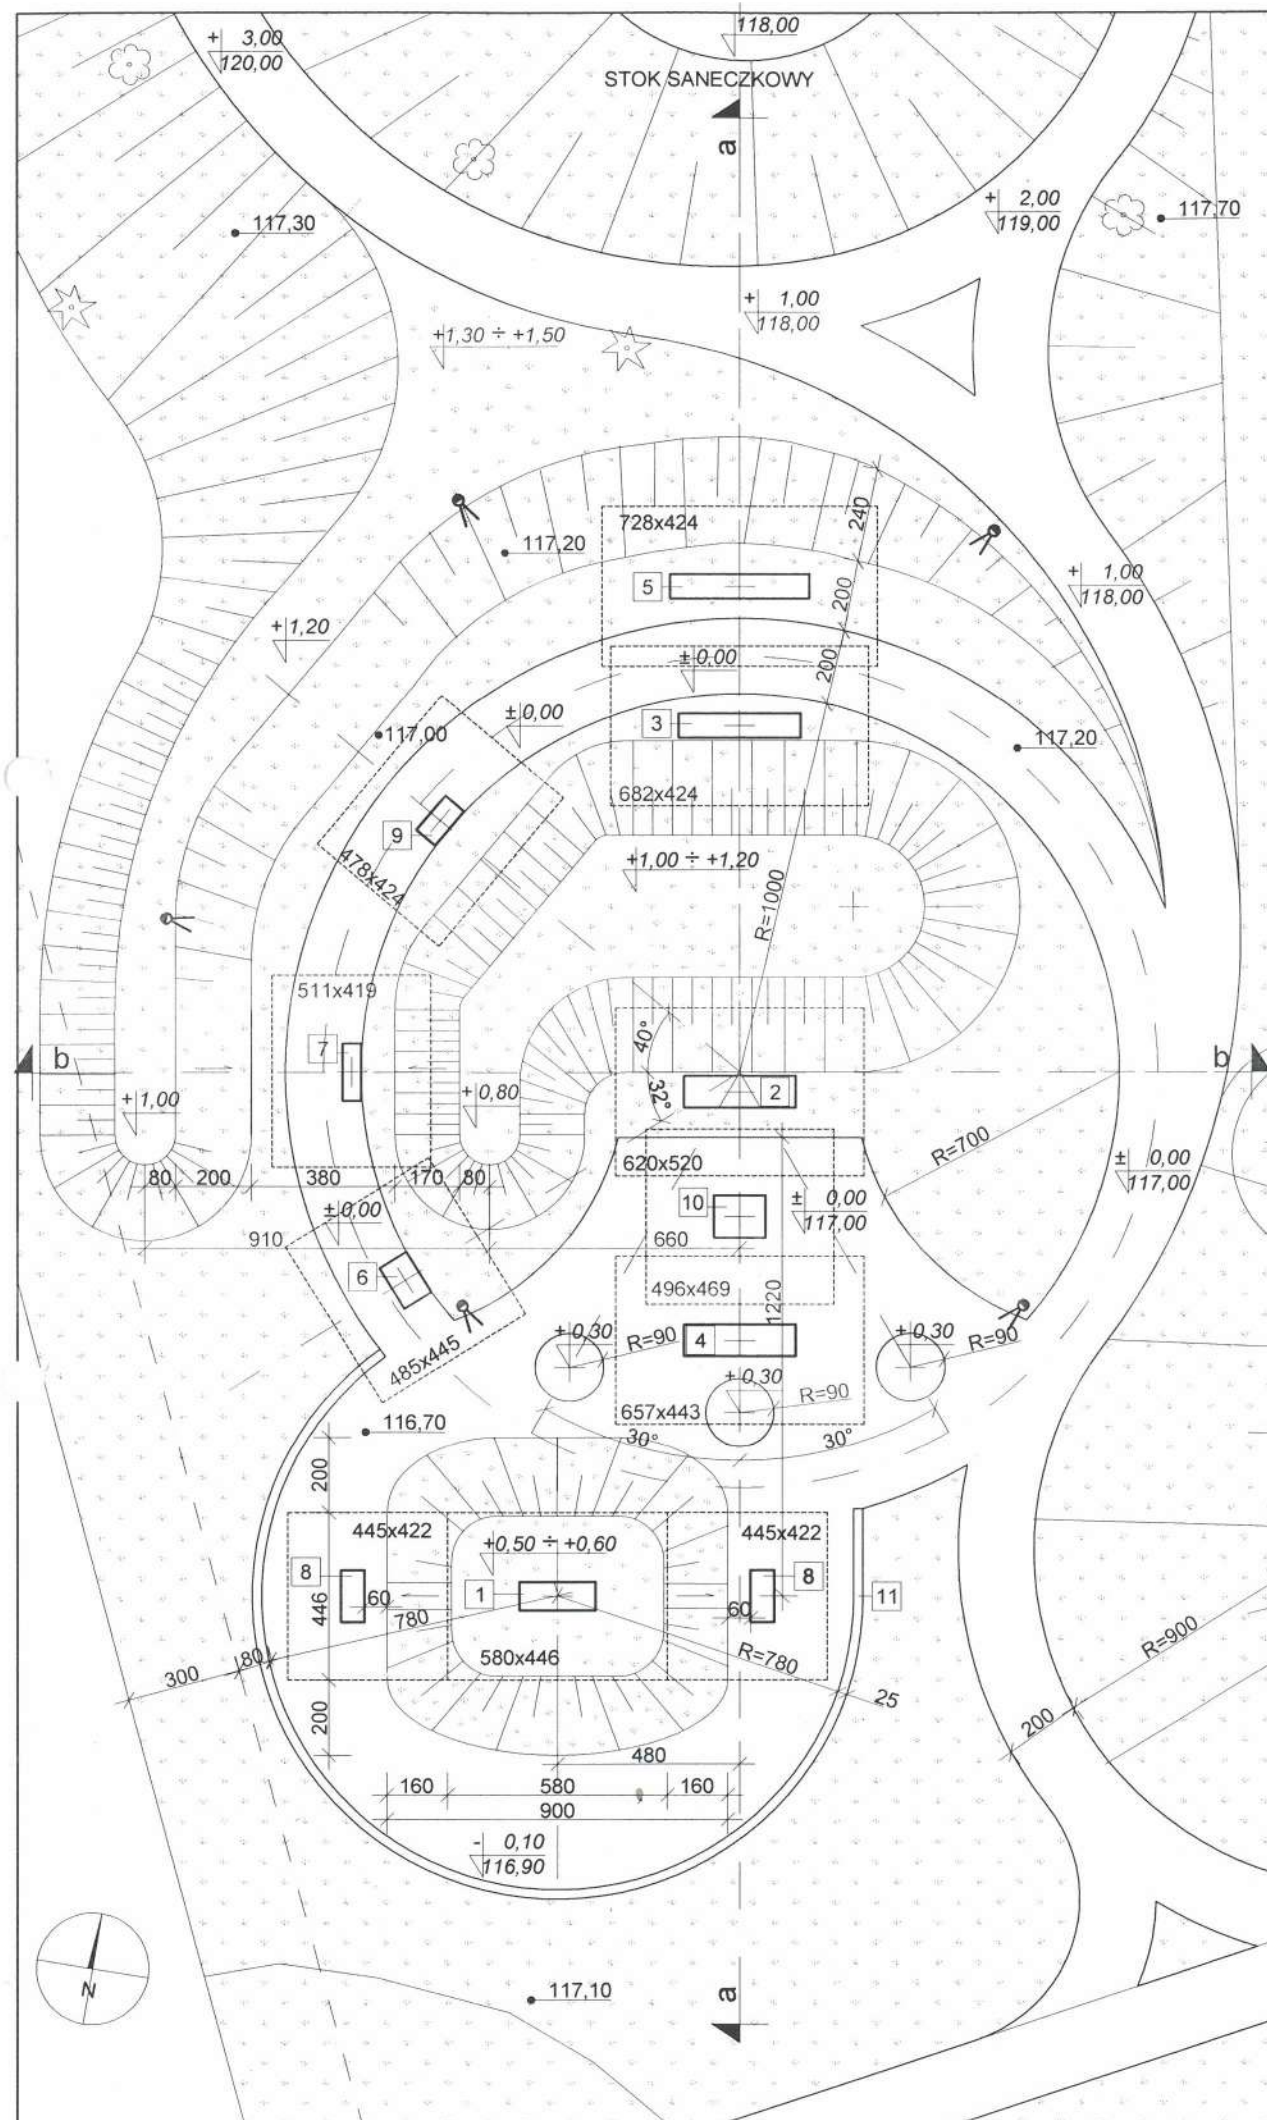 + 3,00
120,00
118,00
STOK SANECZKOWY
a
+ 2,00
119,00
117,70
117,30
+ 1,00
118,00
+1,30 ÷ +1,50
728x424
240
117,20
5
200
+ 1,00
118,00
+1,20
± 0,00
200
± 0,00
3
117,00
117,20
682x424
9
478x424
+1,00 ÷ +1,20
R=1000
511x419
40°
7
b
b
2
32°
+1,00
+0,80
R=700
620x520
± 0,00
117,00
80
200
380
170
80
10
± 0,00
117,00
± 0,00
910
660
6
496x469
1220
485x445
+0,30
R=90
4
+0,30
R=90
+0,30
R=90
657x443
116,70
30°
30°
200
445x422
+0,50 ÷ +0,60
445x422
8
1
8
446
60
60
11
780
580x446
R=780
R=900
300
80
25
200
200
480
160
580
160
900
- 0,10
116,90
N
117,10
a